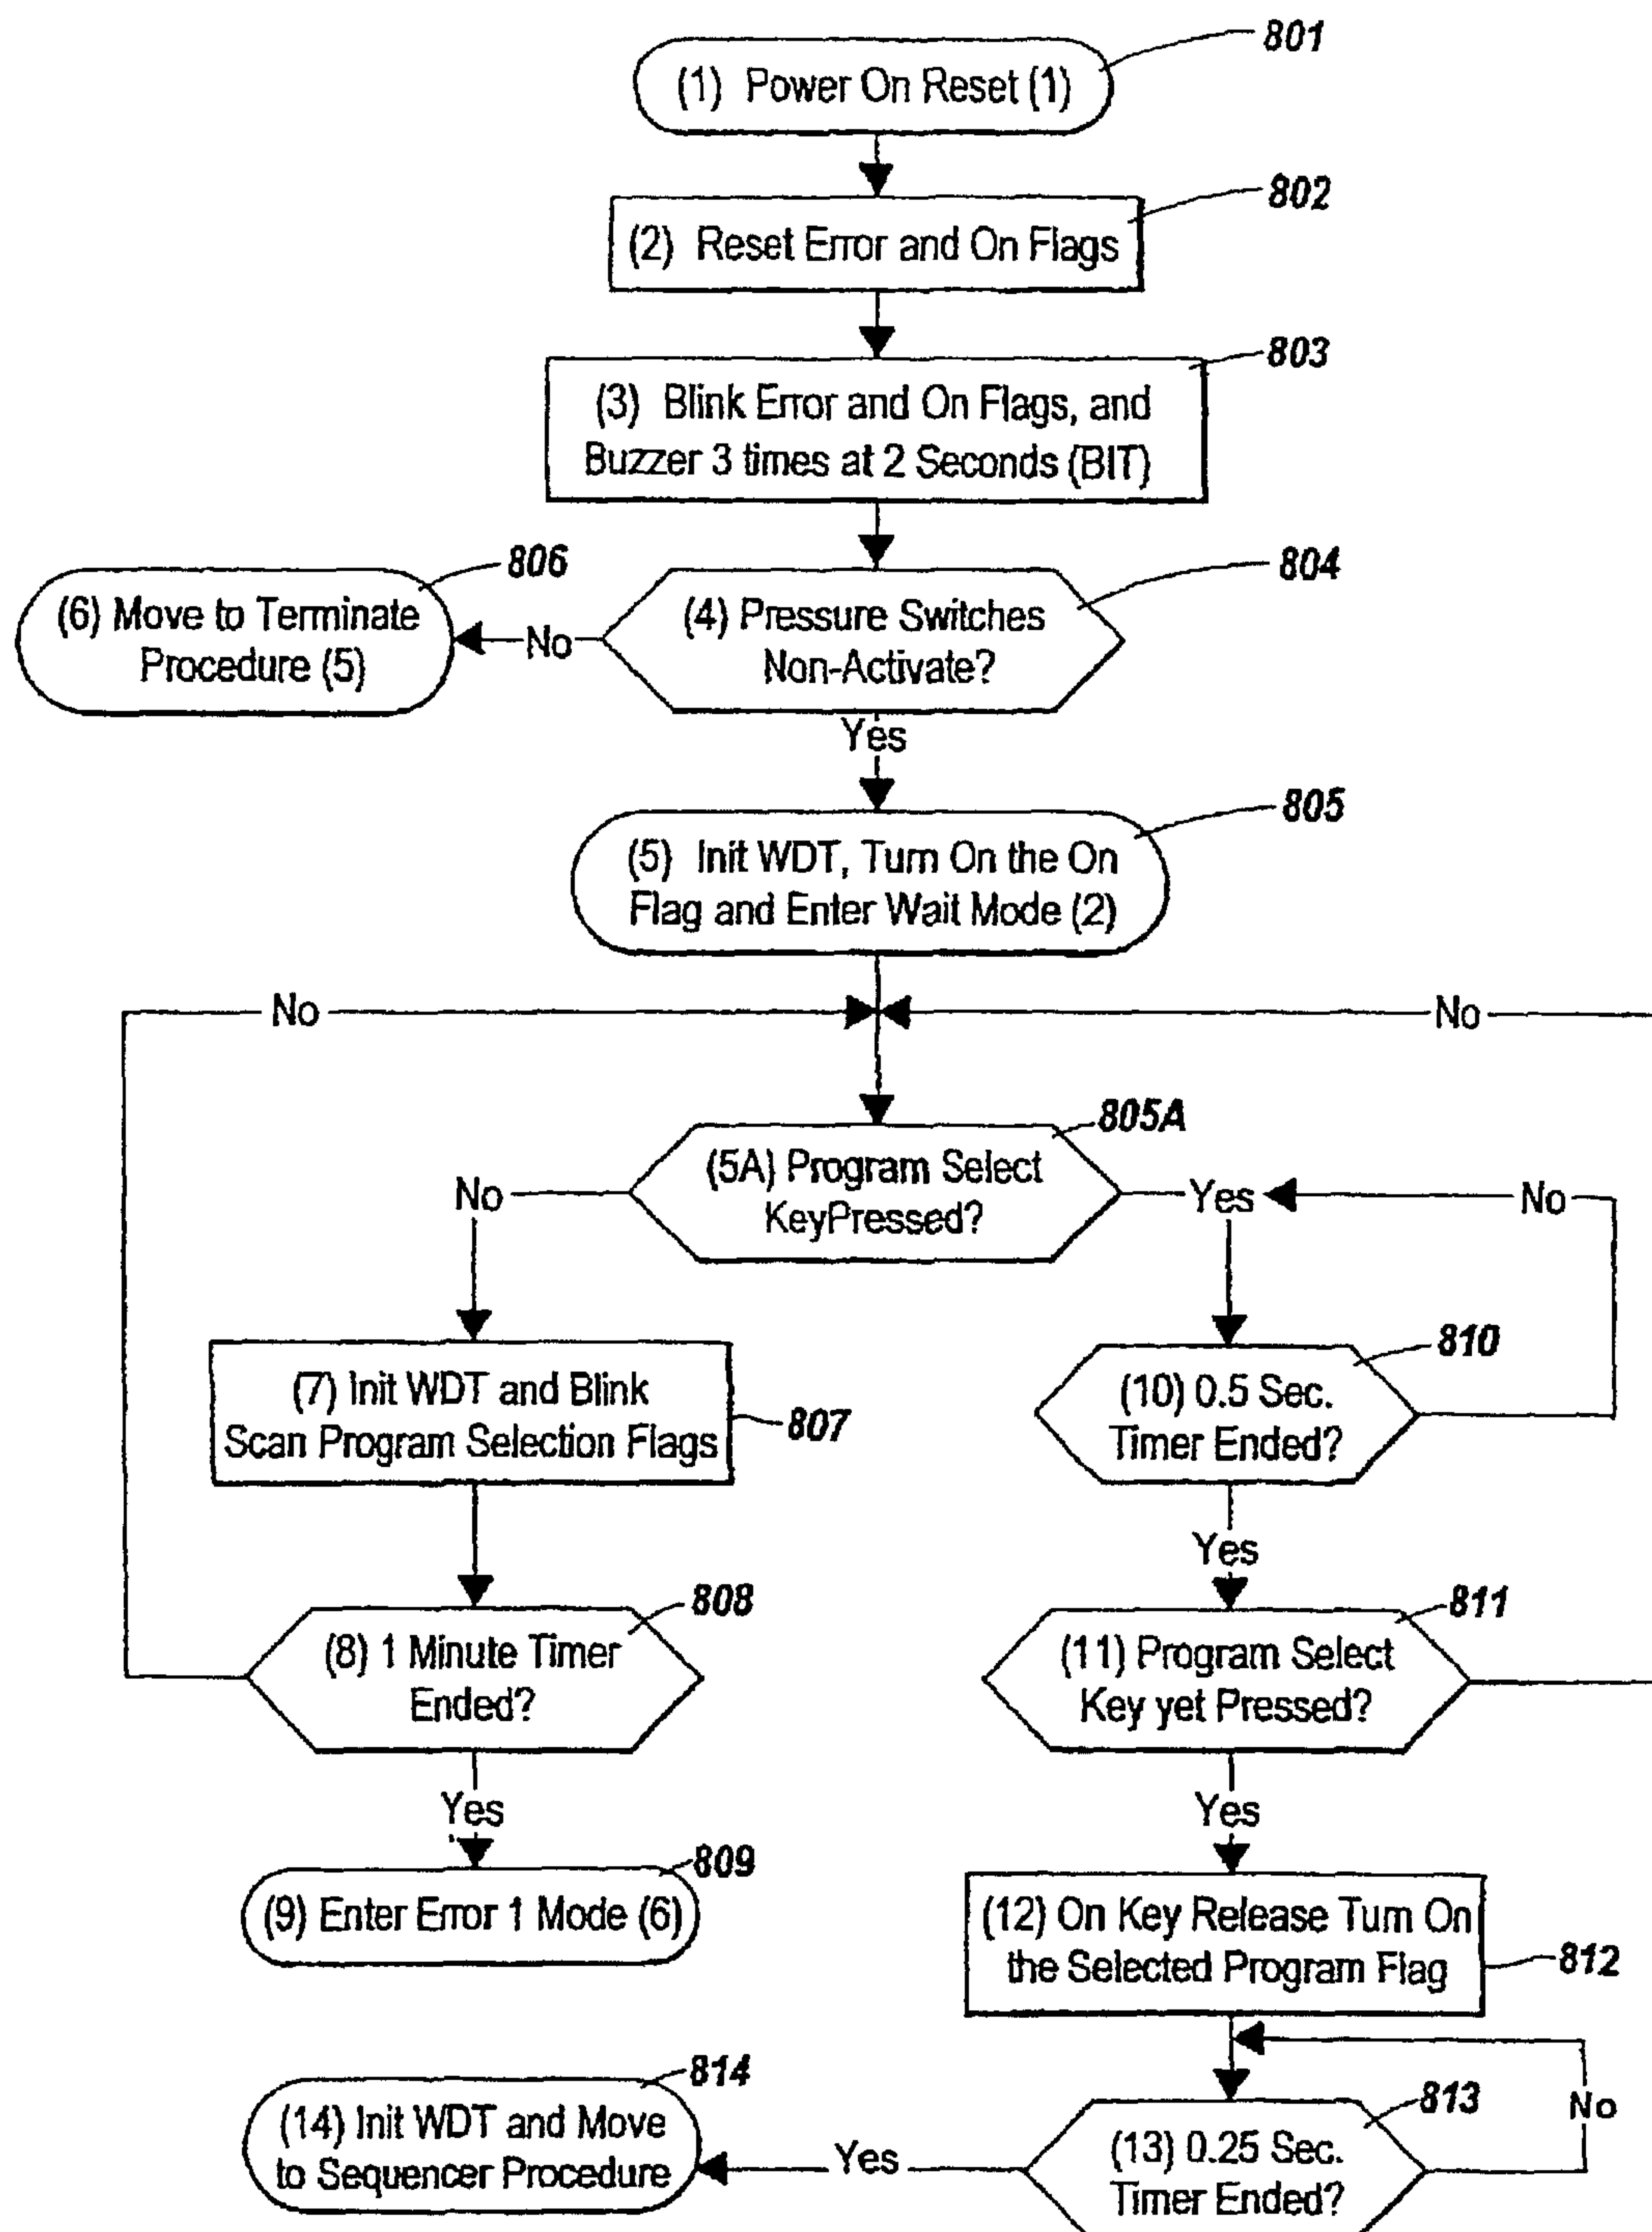 801
(1) Power On Reset (1)
802
(2) Reset Error and On Flags
803
(3) Blink Error and On Flags, and
Buzzer 3 times at 2 Seconds (BIT)
806
804
(6) Move to Terminate
Procedure (5)
No
(4) Pressure Switches
Non-Activate?
Yes
805
(5) Init WDT, Turn On the On
Flag and Enter Wait Mode (2)
No
No
805A
(5A) Program Select
KeyPressed?
No
Yes
No
810
(7) Init WDT and Blink
Scan Program Selection Flags
807
(10) 0.5 Sec.
Timer Ended?
Yes
808
811
(8) 1 Minute Timer
Ended?
(11) Program Select
Key yet Pressed?
Yes
Yes
809
(9) Enter Error 1 Mode (6)
(12) On Key Release Turn On
the Selected Program Flag
812
814
813
No
(14) Init WDT and Move
to Sequencer Procedure
Yes
(13) 0.25 Sec.
Timer Ended?